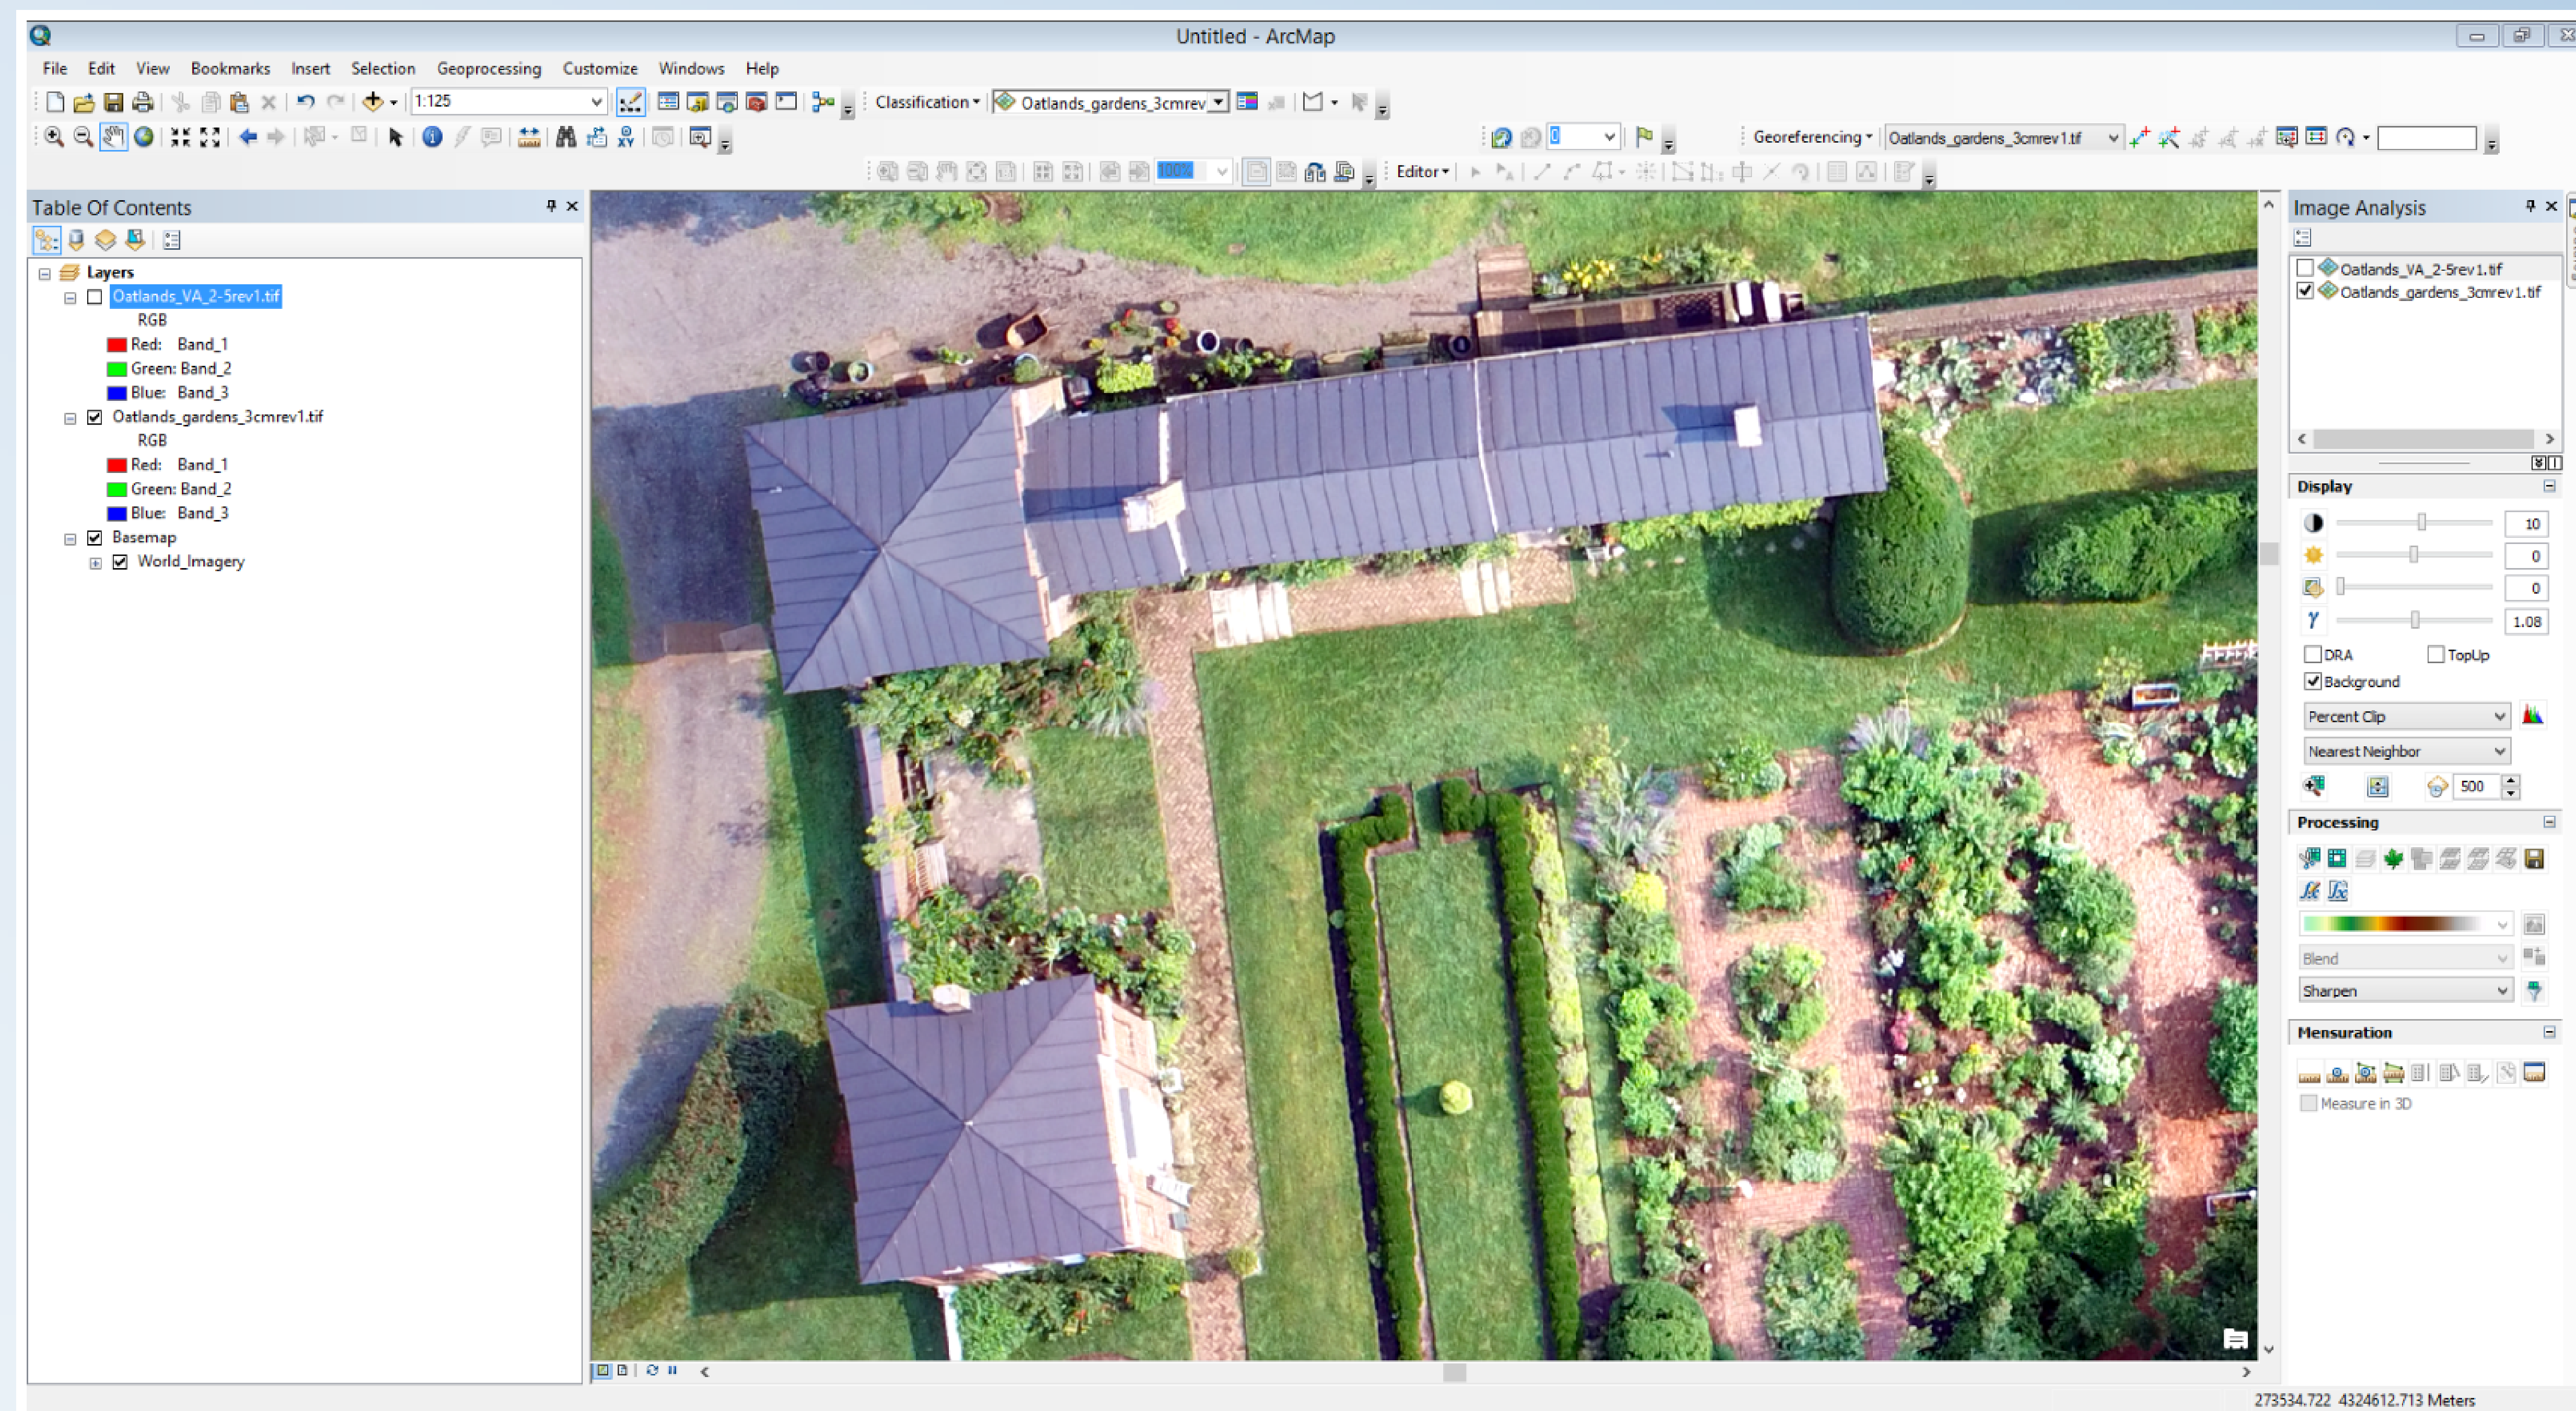 Untitled - ArcMap
File Edit View Bookmarks Insert Selection Geoprocessing Customize Windows Help
1:125 Classification Oatlands_gardens_3cmrev
0 Georeferencing Oatlands_gardens_3cmrev1.tif
100% Editor
Table Of Contents
Layers
Oatlands_VA_2-5rev1.tif
RGB
Red: Band_1
Green: Band_2
Blue: Band_3
Oatlands_gardens_3cmrev1.tif
RGB
Red: Band_1
Green: Band_2
Blue: Band_3
Basemap
World_Imagery
Image Analysis
Oatlands_VA_2-5rev1.tif
Oatlands_gardens_3cmrev1.tif
Display
10
0
0
γ 1.08
DRA TopUp
Background
Percent Clip
Nearest Neighbor
500
Processing
Blend
Sharpen
Mensuration
Measure in 3D
273534.722 4324612.713 Meters